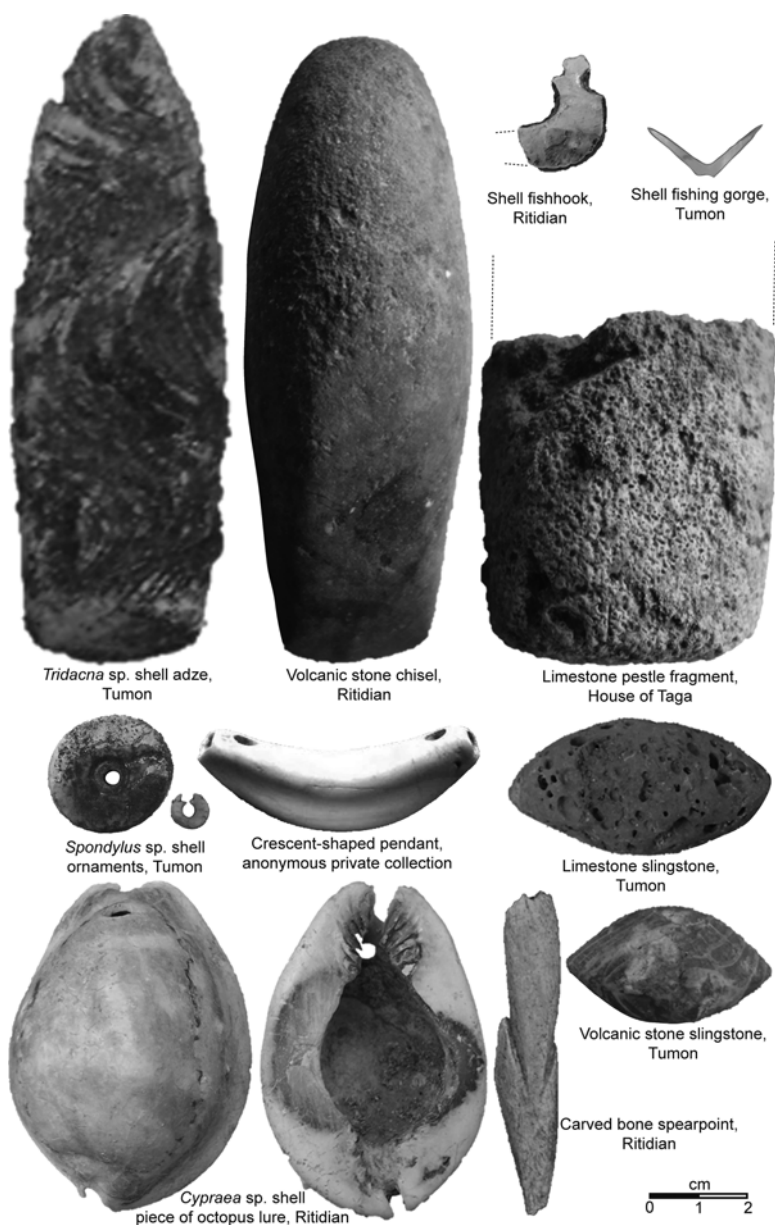 Shell fishhook,
Ritidian
Shell fishing gorge,
Tumon
Tridacna sp. shell adze,
Tumon
Volcanic stone chisel,
Ritidian
Limestone pestle fragment,
House of Taga
Spondylus sp. shell
ornaments, Tumon
Crescent-shaped pendant,
anonymous private collection
Limestone slingstone,
Tumon
Volcanic stone slingstone,
Tumon
Carved bone spearpoint,
Ritidian
Cypraea sp. shell
piece of octopus lure, Ritidian
cm
0 1 2